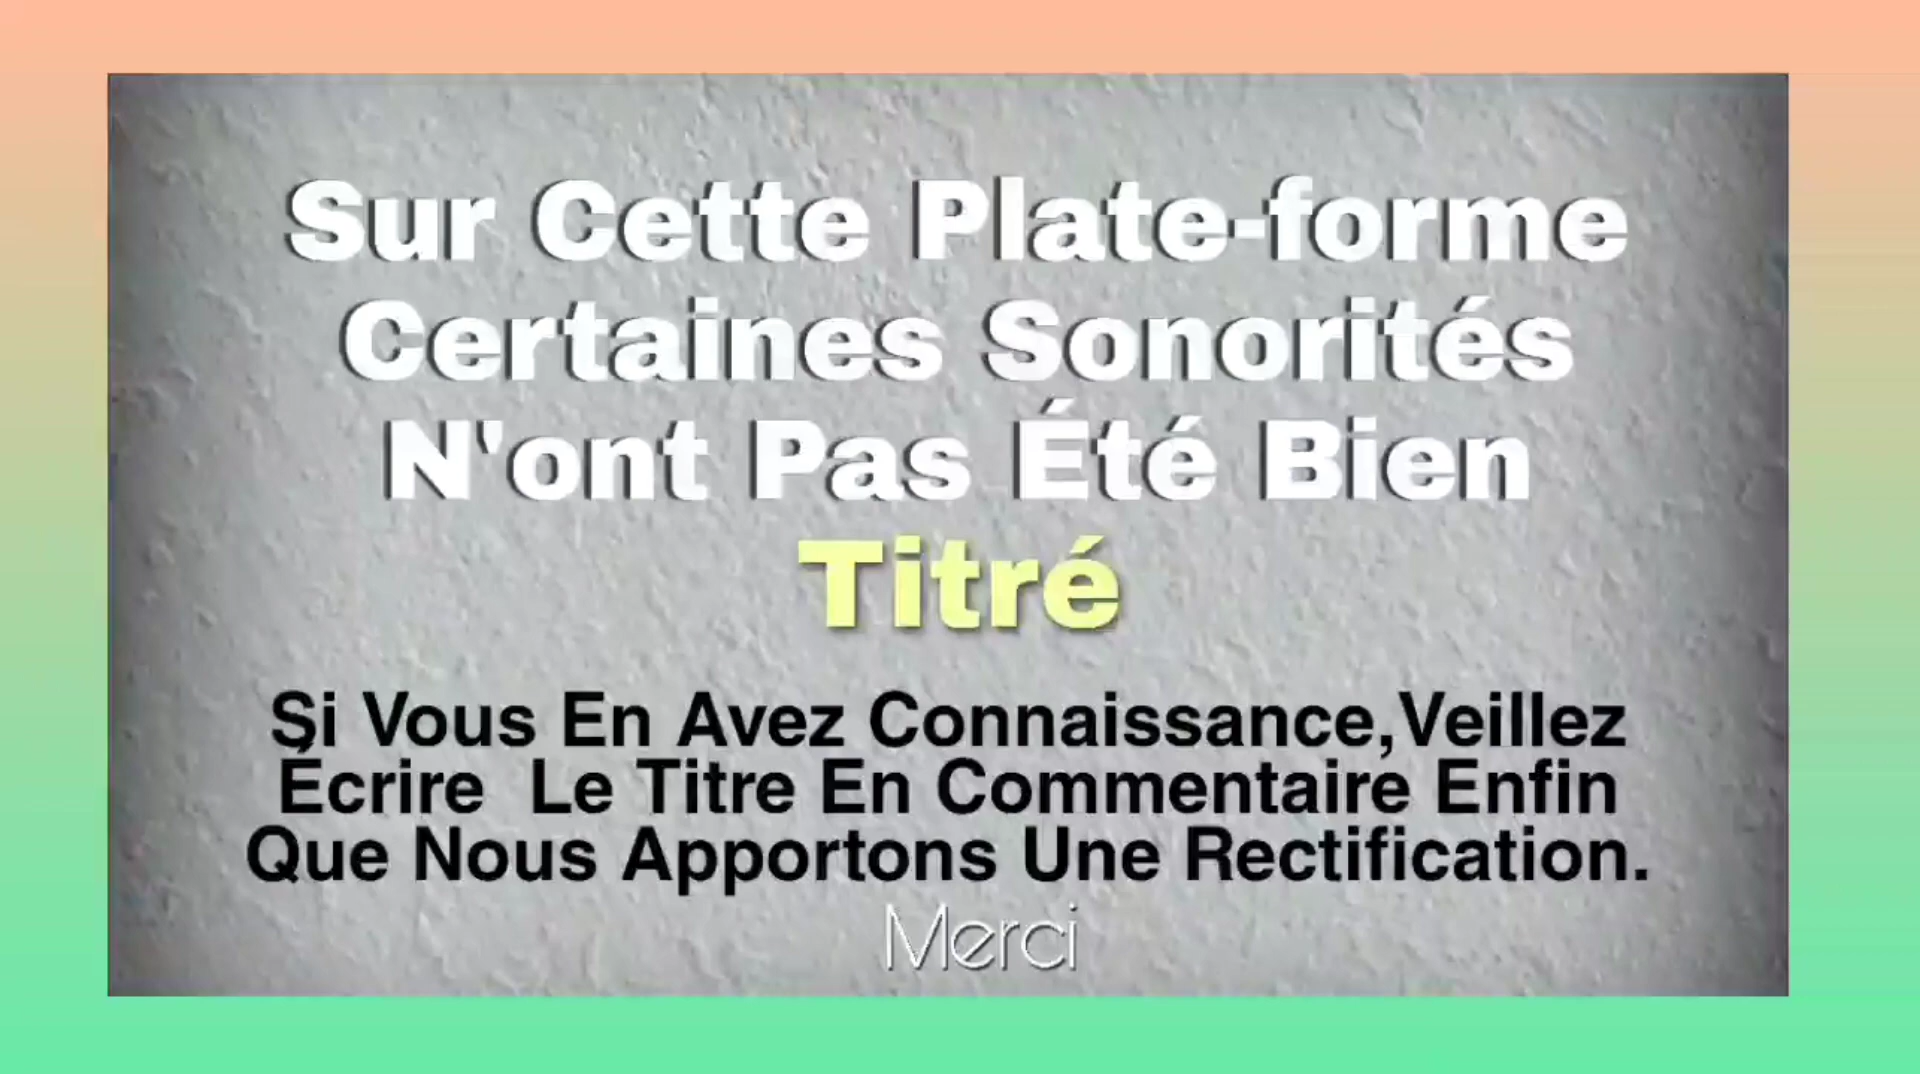 Sur Cette Plate-forme
Certaines Sonorités
N'ont Pas Été Bien
Titré
Si Vous En Avez Connaissance,Veillez
Écrire  Le Titre En Commentaire Enfin
Que Nous Apportons Une Rectification.
Merci